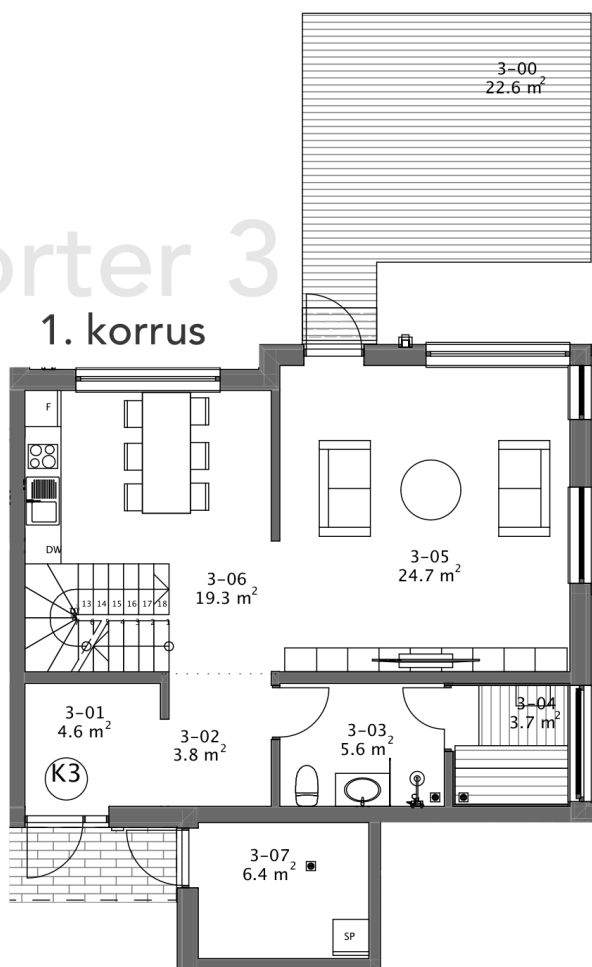 3-00
22.6 m²
orter 3
1. korrus
F
DW
3-06
19.3 m²
3-05
24.7 m²
13 14 15 16 17 18
3-01
4.6 m²
3-02
3.8 m²
3-03
5.6 m²
3-04
3.7 m²
K3
3-07
6.4 m²
SP